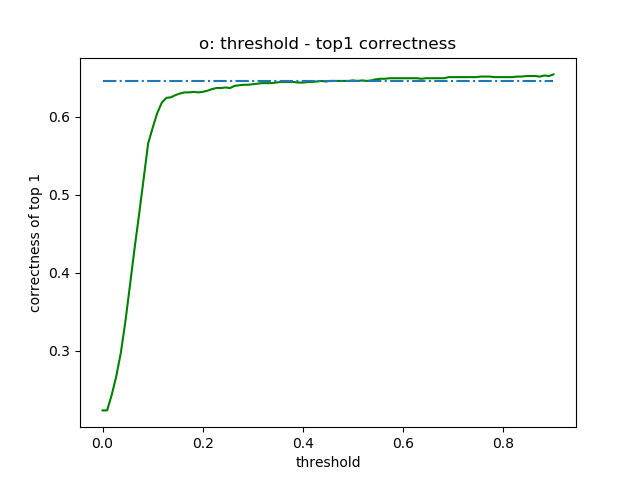 o: threshold - top1 correctness
correctness of top 1
0.6
0.5
0.4
0.3
0.0 0.2 0.4 0.6 0.8
threshold